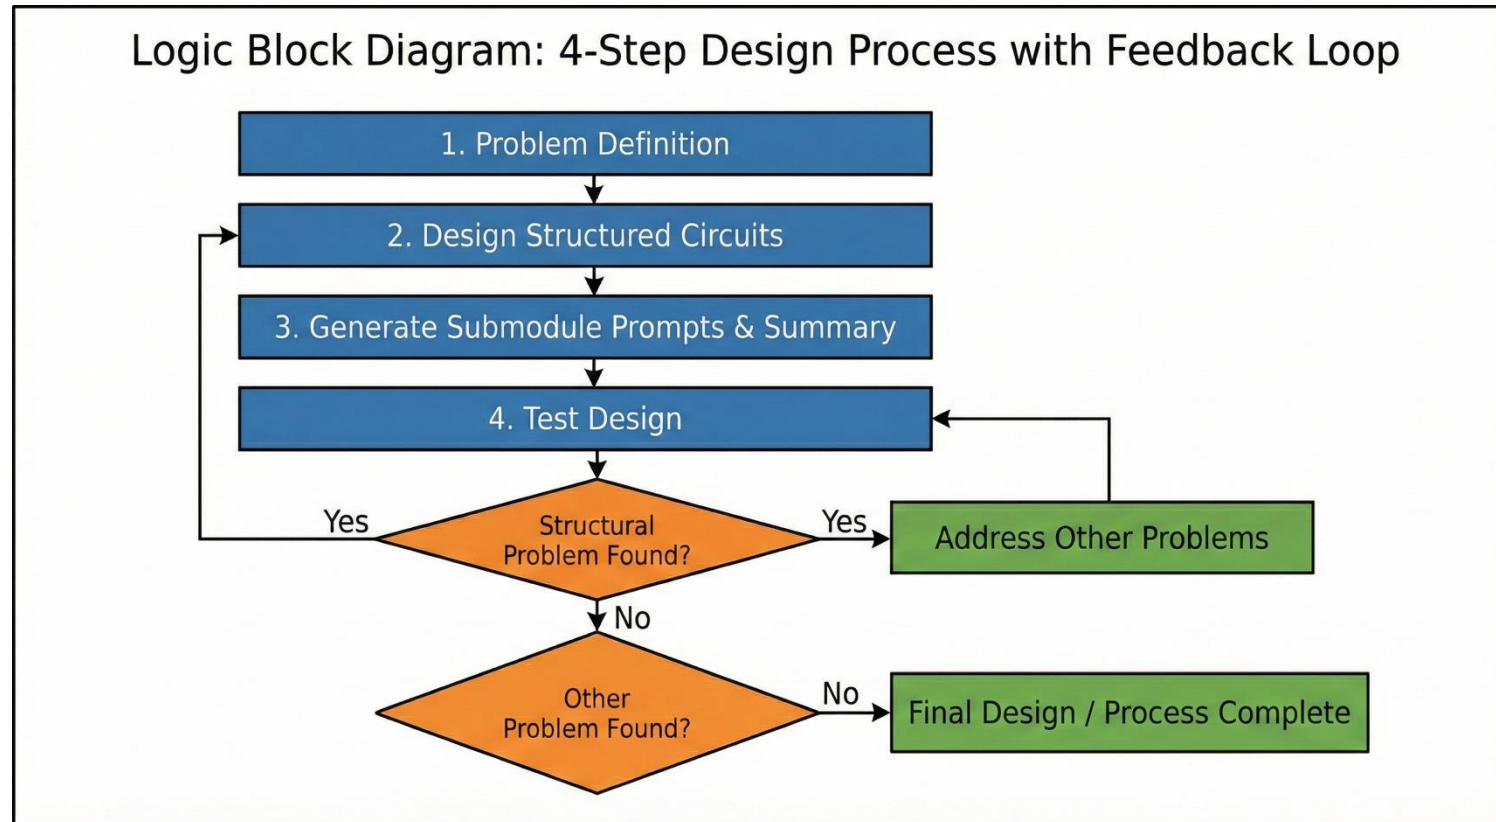 Logic Block Diagram: 4-Step Design Process with Feedback Loop
1. Problem Definition
2. Design Structured Circuits
3. Generate Submodule Prompts & Summary
4. Test Design
Yes
Structural
Problem Found?
Yes
Address Other Problems
No
Other
Problem Found?
No
Final Design / Process Complete